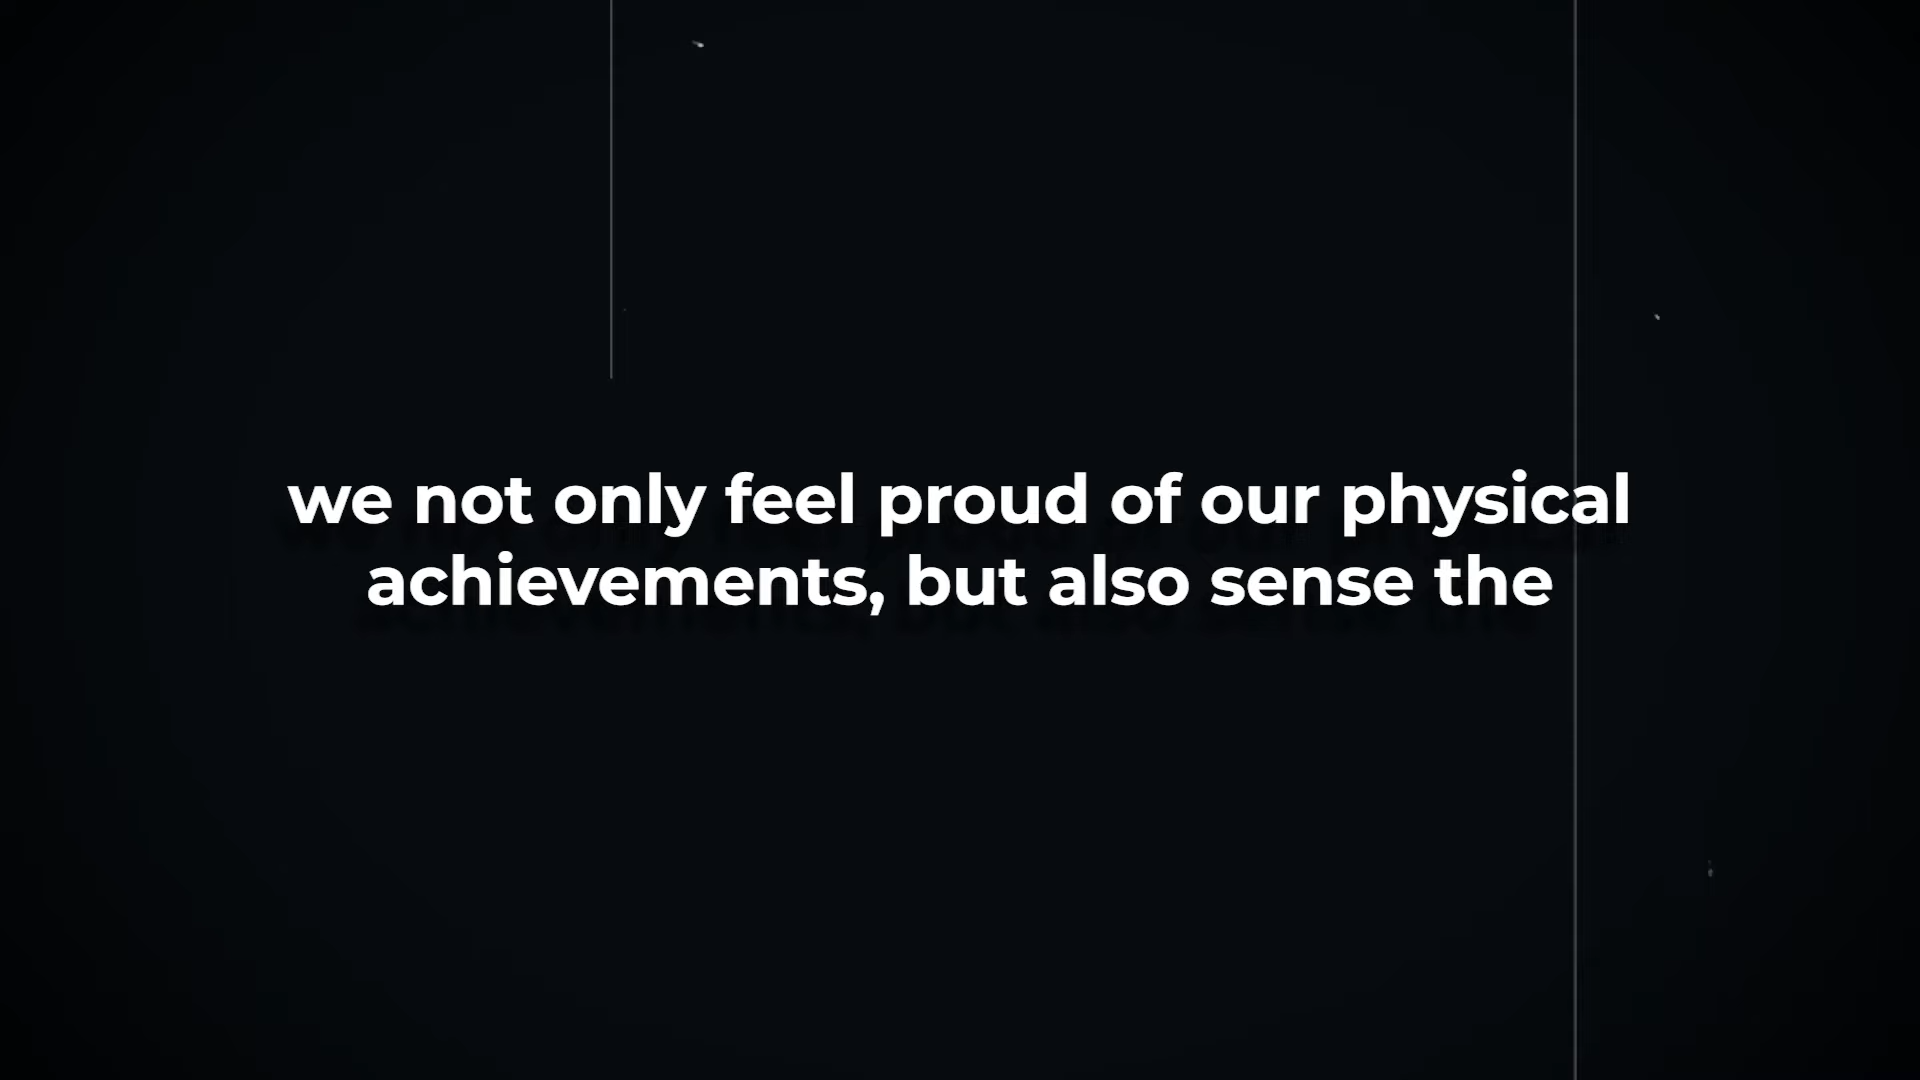 we not only feel proud of our physical
achievements, but also sense the